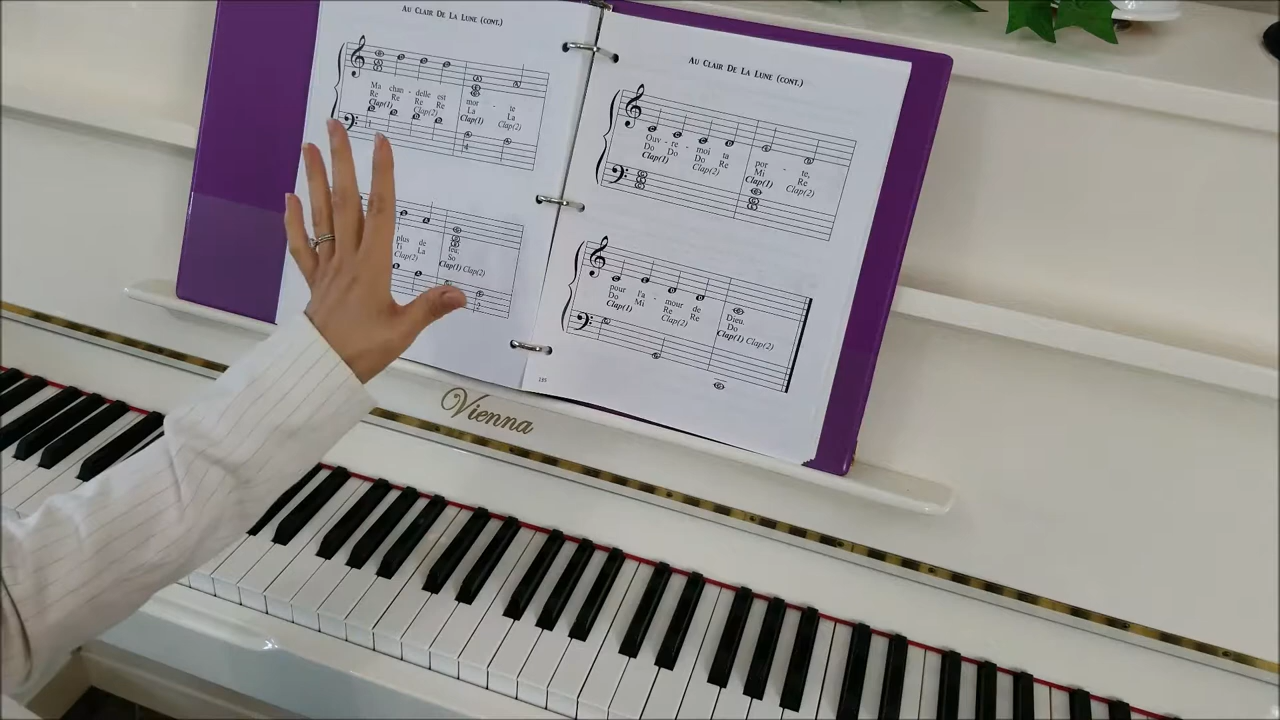 Au Clair De La Lune (cont.)
Ma chan - delle est mor - te
Re Re Re Re La La
Clap(1) Clap(2) Clap(1) Clap(2)
plus de feu.
Ti La So
Clap(2) Clap(1) Clap(2)
Au Clair De La Lune (cont.)
Ouv - re - moi ta por - te,
Do Do Do Re Mi Re
Clap(1) Clap(2) Clap(1) Clap(2)
pour l'a - mour de Dieu.
Do Mi Re Re Do
Clap(1) Clap(2) Clap(1) Clap(2)
Vienna